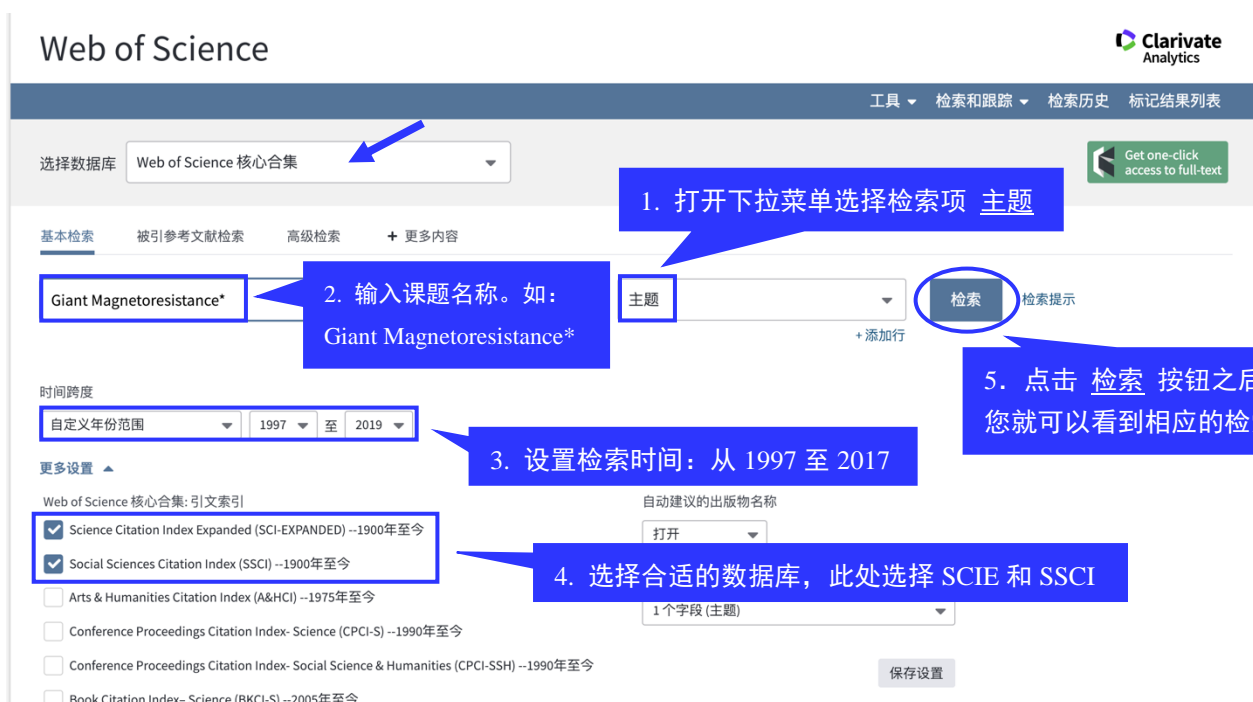 Web of Science
Clarivate
Analytics
工具 检索和跟踪 检索历史 标记结果列表
选择数据库 Web of Science 核心合集
Get one-click
access to full-text
1. 打开下拉菜单选择检索项 主题
基本检索 被引参考文献检索 高级检索 + 更多内容
Giant Magnetoresistance*
2. 输入课题名称。如：
Giant Magnetoresistance*
主题
检索
检索提示
+ 添加行
5. 点击 检索 按钮之后
您就可以看到相应的检
时间跨度
自定义年份范围 1997 至 2019
3. 设置检索时间：从 1997 至 2017
更多设置
Web of Science 核心合集: 引文索引
自动建议的出版物名称
Science Citation Index Expanded (SCI-EXPANDED) --1900年至今
打开
Social Sciences Citation Index (SSCI) --1900年至今
4. 选择合适的数据库，此处选择 SCIE 和 SSCI
Arts & Humanities Citation Index (A&HCI) --1975年至今
1 个字段 (主题)
Conference Proceedings Citation Index- Science (CPCI-S) --1990年至今
Conference Proceedings Citation Index- Social Science & Humanities (CPCI-SSH) --1990年至今
保存设置
Book Citation Index– Science (BKCI-S) --2005年至今